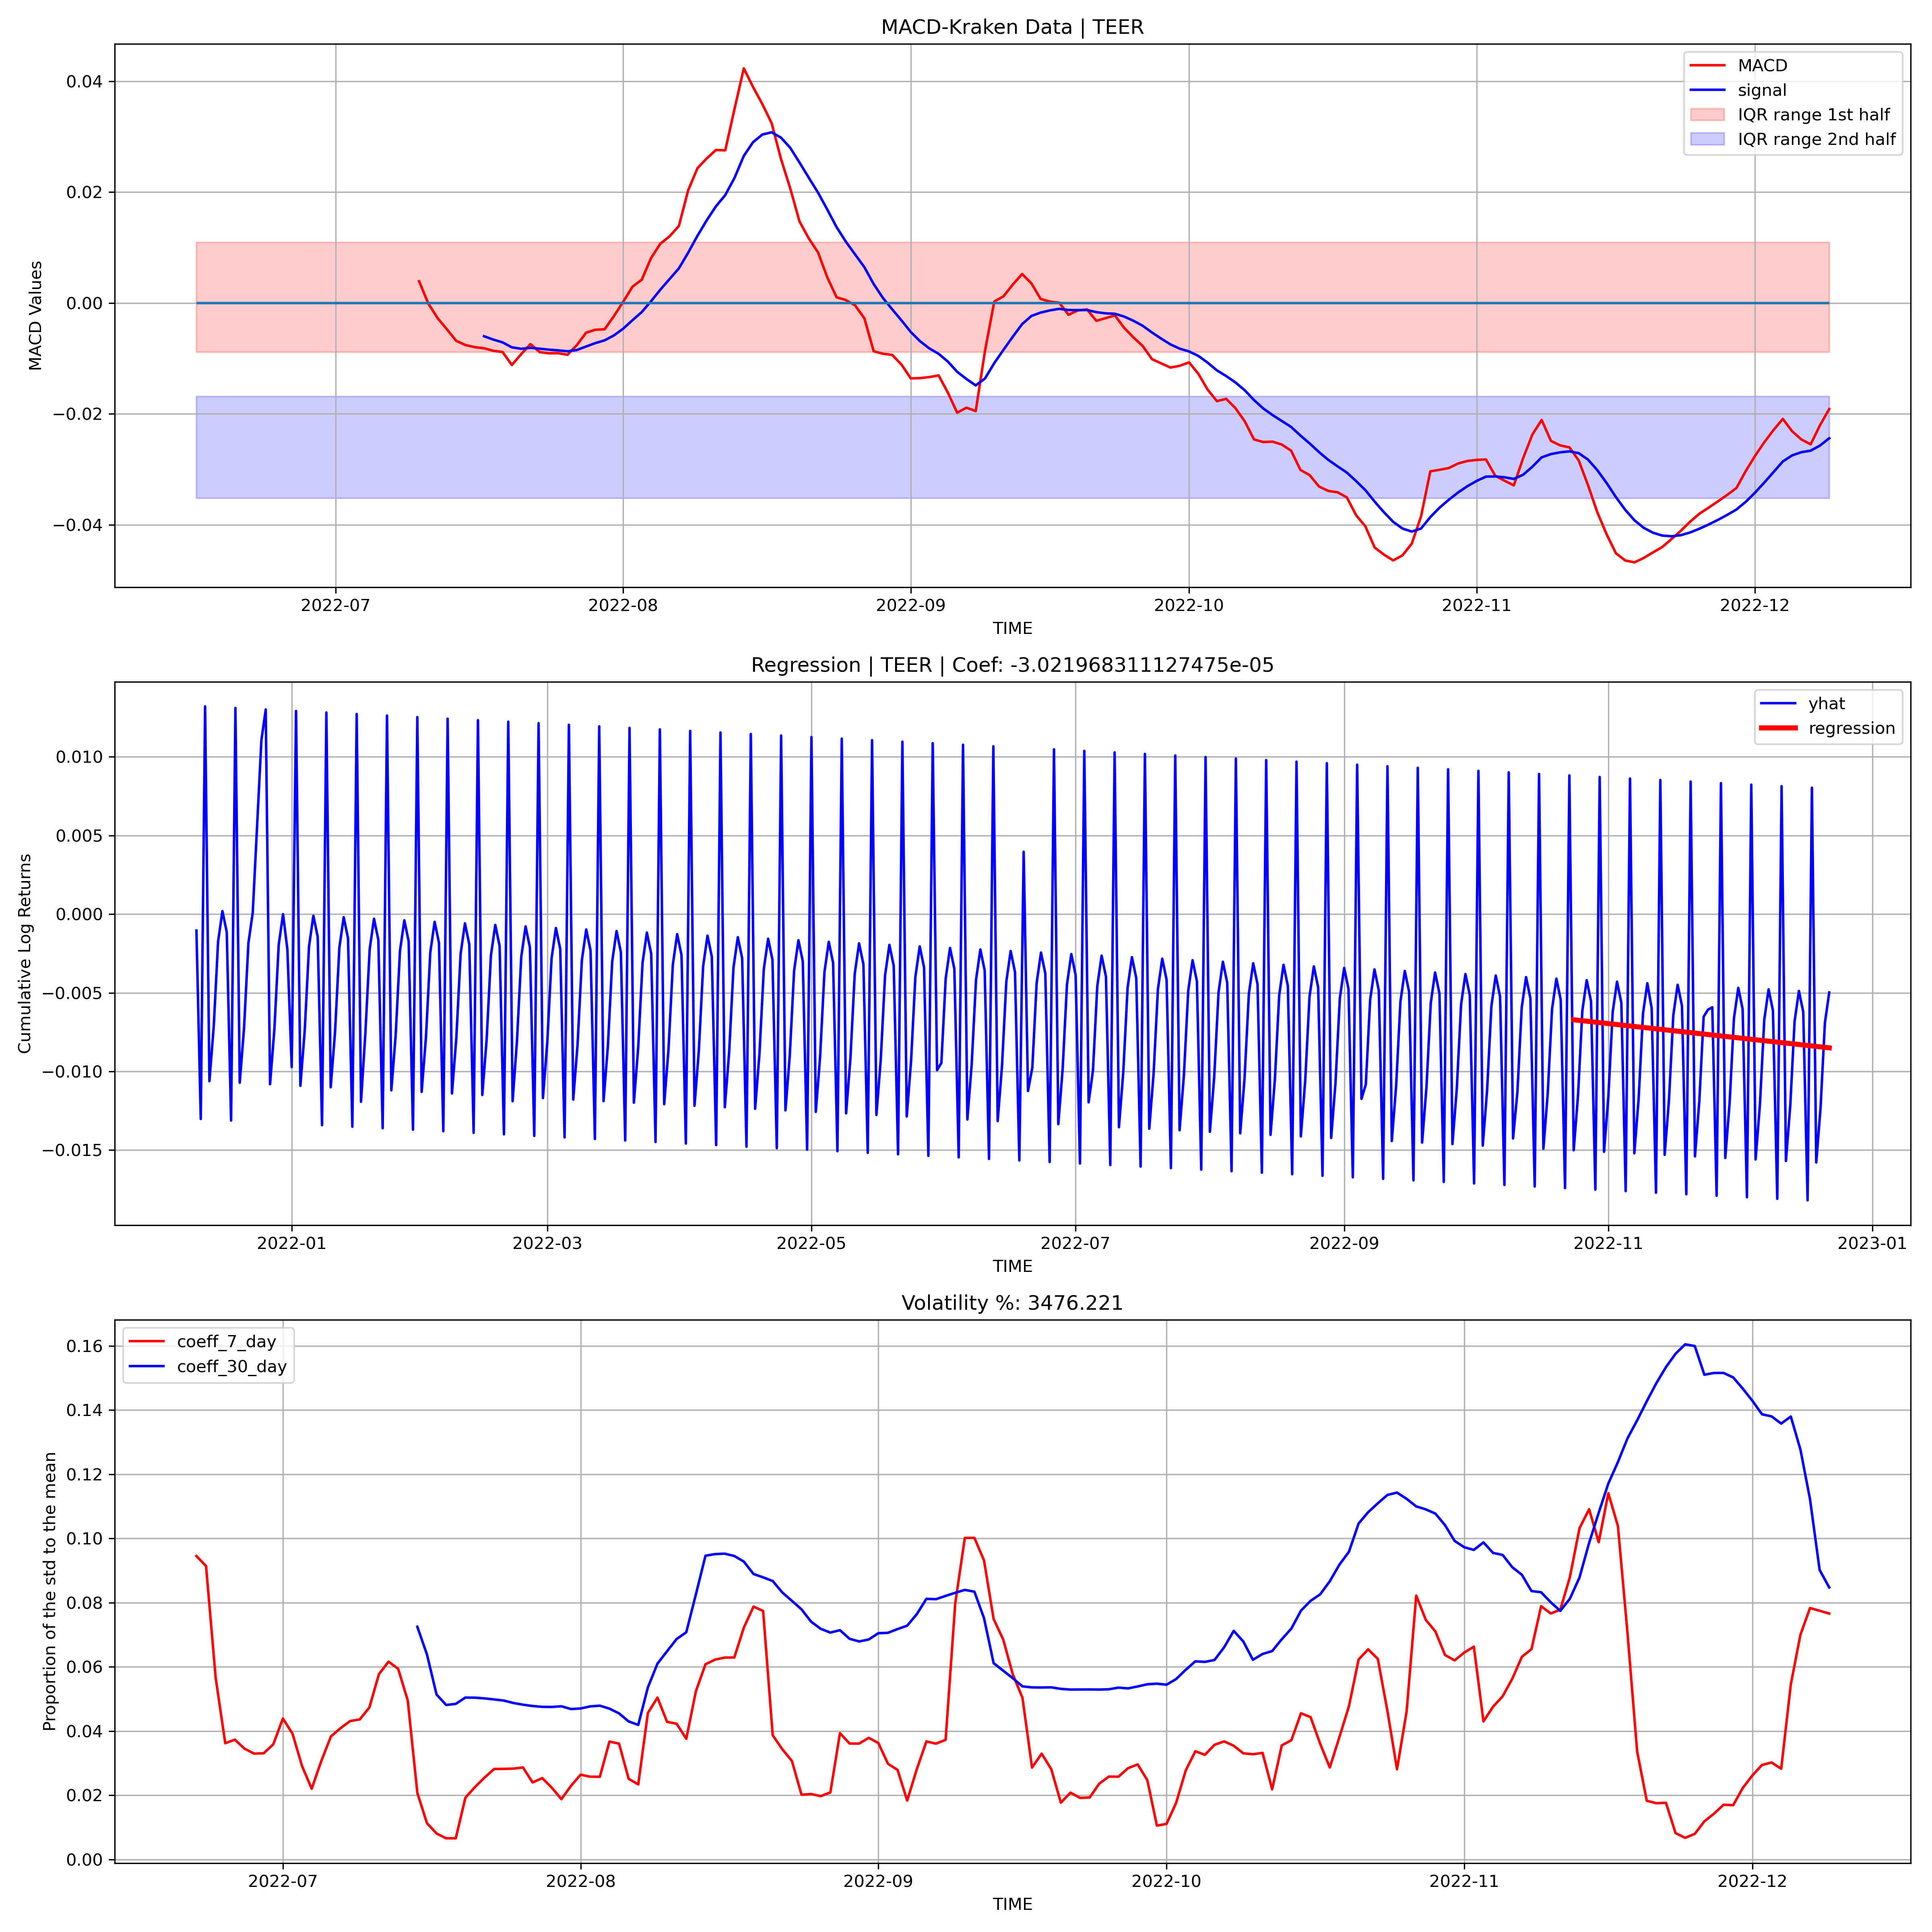 MACD-Kraken Data | TEER
MACD Values
0.04
0.02
0.00
−0.02
−0.04
MACD
signal
IQR range 1st half
IQR range 2nd half
2022-07
2022-08
2022-09
2022-10
2022-11
2022-12
TIME
Regression | TEER | Coef: -3.021968311127475e-05
Cumulative Log Returns
0.010
0.005
0.000
−0.005
−0.010
−0.015
yhat
regression
2022-01
2022-03
2022-05
2022-07
2022-09
2022-11
2023-01
TIME
Volatility %: 3476.221
Proportion of the std to the mean
0.16
0.14
0.12
0.10
0.08
0.06
0.04
0.02
0.00
coeff_7_day
coeff_30_day
2022-07
2022-08
2022-09
2022-10
2022-11
2022-12
TIME